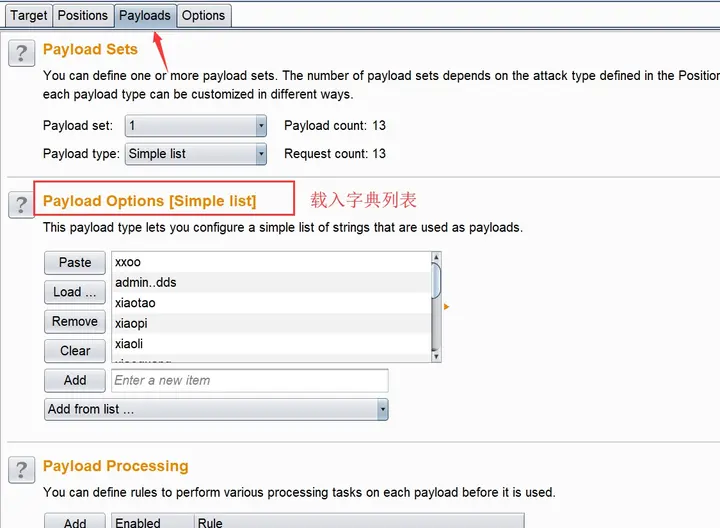 Target Positions Payloads Options
? Payload Sets
You can define one or more payload sets. The number of payload sets depends on the attack type defined in the Position
each payload type can be customized in different ways.
Payload set: 1 Payload count: 13
Payload type: Simple list Request count: 13
? Payload Options [Simple list] 载入字典列表
This payload type lets you configure a simple list of strings that are used as payloads.
Paste xxoo
admin..dds
Load ... xiaotao
Remove xiaopi
Clear xiaoli
Add Enter a new item
Add from list ...
? Payload Processing
You can define rules to perform various processing tasks on each payload before it is used.
Add Enabled Rule